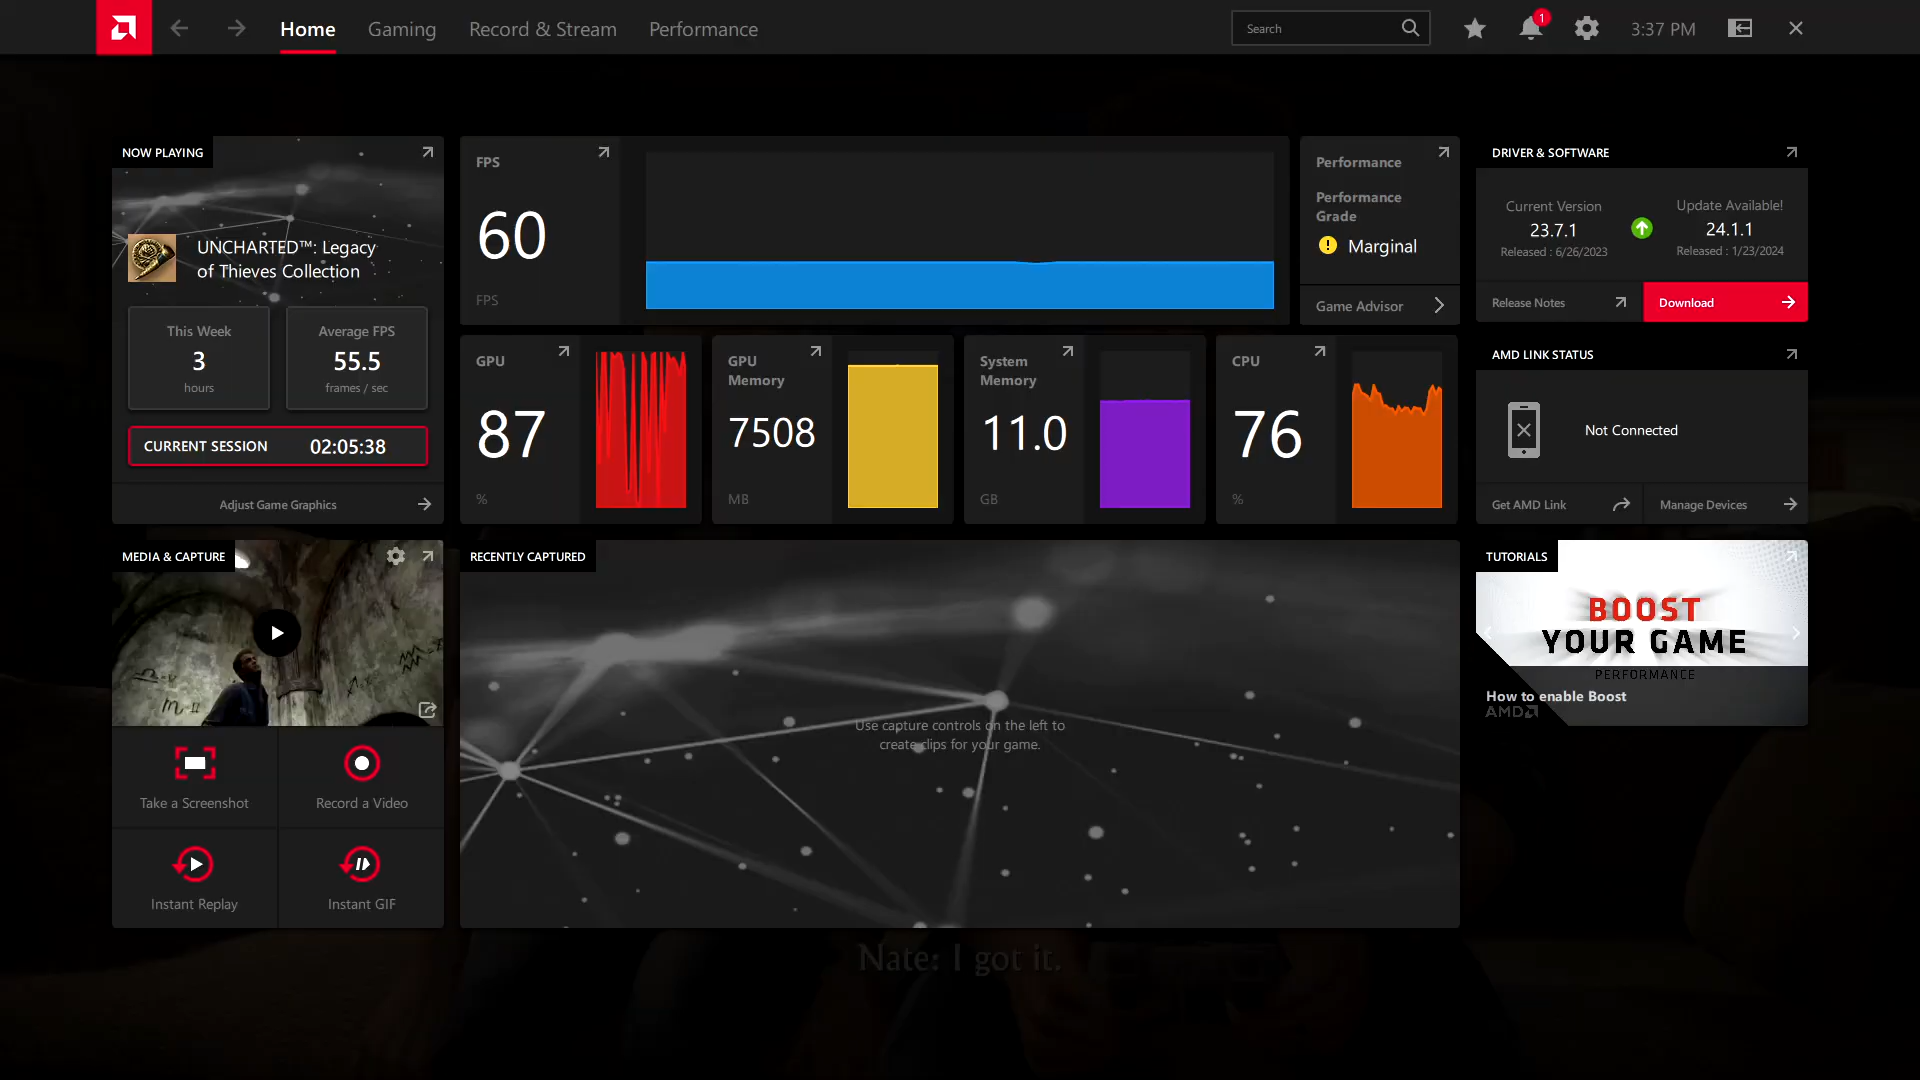 Home
Gaming
Record & Stream
Performance
Search
1
3:37 PM
NOW PLAYING
UNCHARTED™: Legacy
of Thieves Collection
This Week
3
hours
Average FPS
55.5
frames / sec
CURRENT SESSION
02:05:38
Adjust Game Graphics
FPS
60
FPS
Performance
Performance
Grade
Marginal
Game Advisor
GPU
87
%
GPU
Memory
7508
MB
System
Memory
11.0
GB
CPU
76
%
DRIVER & SOFTWARE
Current Version
23.7.1
Released : 6/26/2023
Update Available!
24.1.1
Released : 1/23/2024
Release Notes
Download
AMD LINK STATUS
Not Connected
Get AMD Link
Manage Devices
MEDIA & CAPTURE
Take a Screenshot
Record a Video
Instant Replay
Instant GIF
RECENTLY CAPTURED
Use capture controls on the left to
create clips for your game.
TUTORIALS
BOOST
YOUR GAME
PERFORMANCE
How to enable Boost
AMD
Nate: I got it.